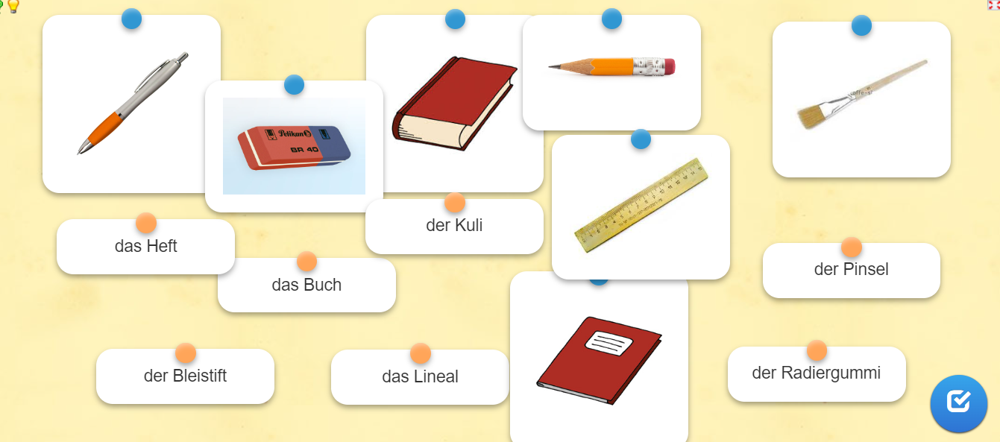 Pelikan
BR 40
der Kuli
das Heft
das Buch
der Pinsel
der Bleistift
das Lineal
der Radiergummi